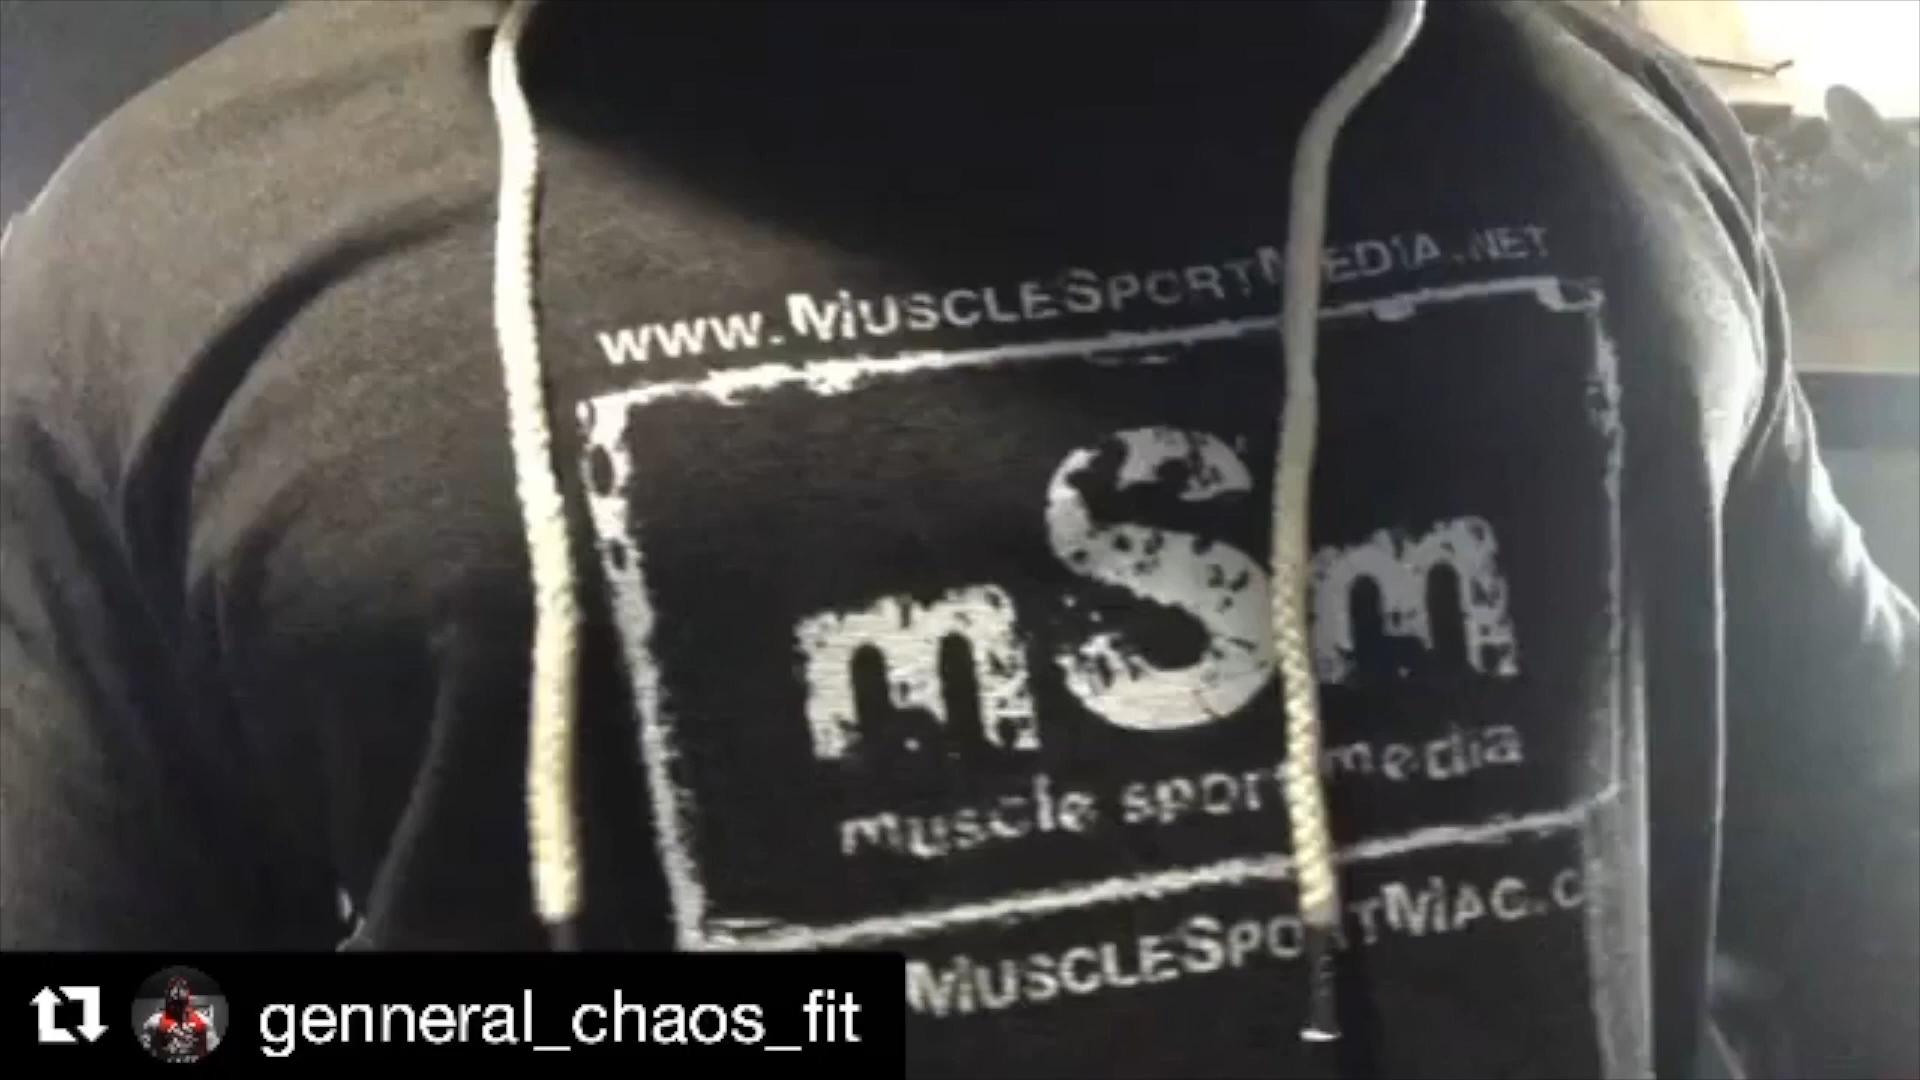 www.MuscleSportMedia.net
mSm
muscle sport media
MuscleSportMag.c
genneral_chaos_fit